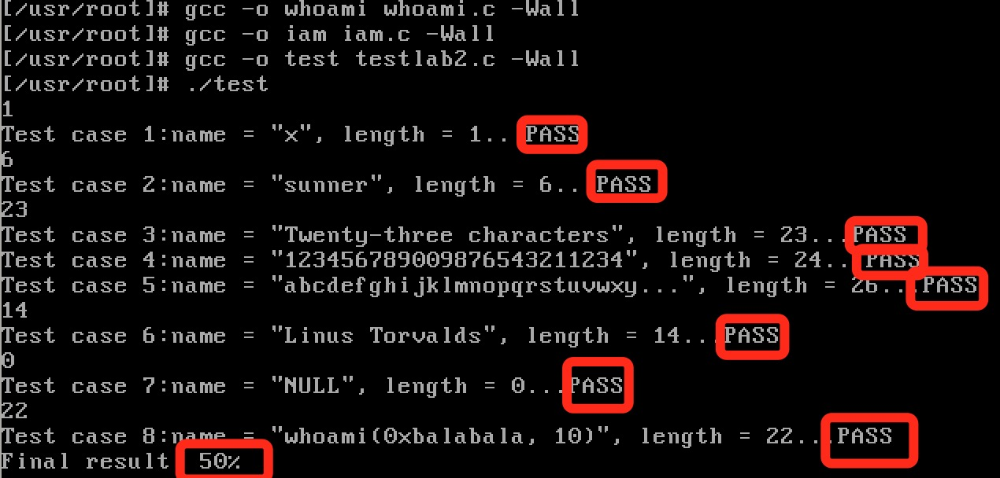 [/usr/root]# gcc -o whoami whoami.c -Wall
[/usr/root]# gcc -o iam iam.c -Wall
[/usr/root]# gcc -o test testlab2.c -Wall
[/usr/root]# ./test
1
Test case 1:name = "x", length = 1...PASS
6
Test case 2:name = "sunner", length = 6...PASS
23
Test case 3:name = "Twenty-three characters", length = 23...PASS
Test case 4:name = "123456789009876543211234", length = 24...PASS
Test case 5:name = "abcdefghijklmnopqrstuvwxy...", length = 26...PASS
14
Test case 6:name = "Linus Torvalds", length = 14...PASS
0
Test case 7:name = "NULL", length = 0...PASS
22
Test case 8:name = "whoami(0xbalabala, 10)", length = 22...PASS
Final result 50%